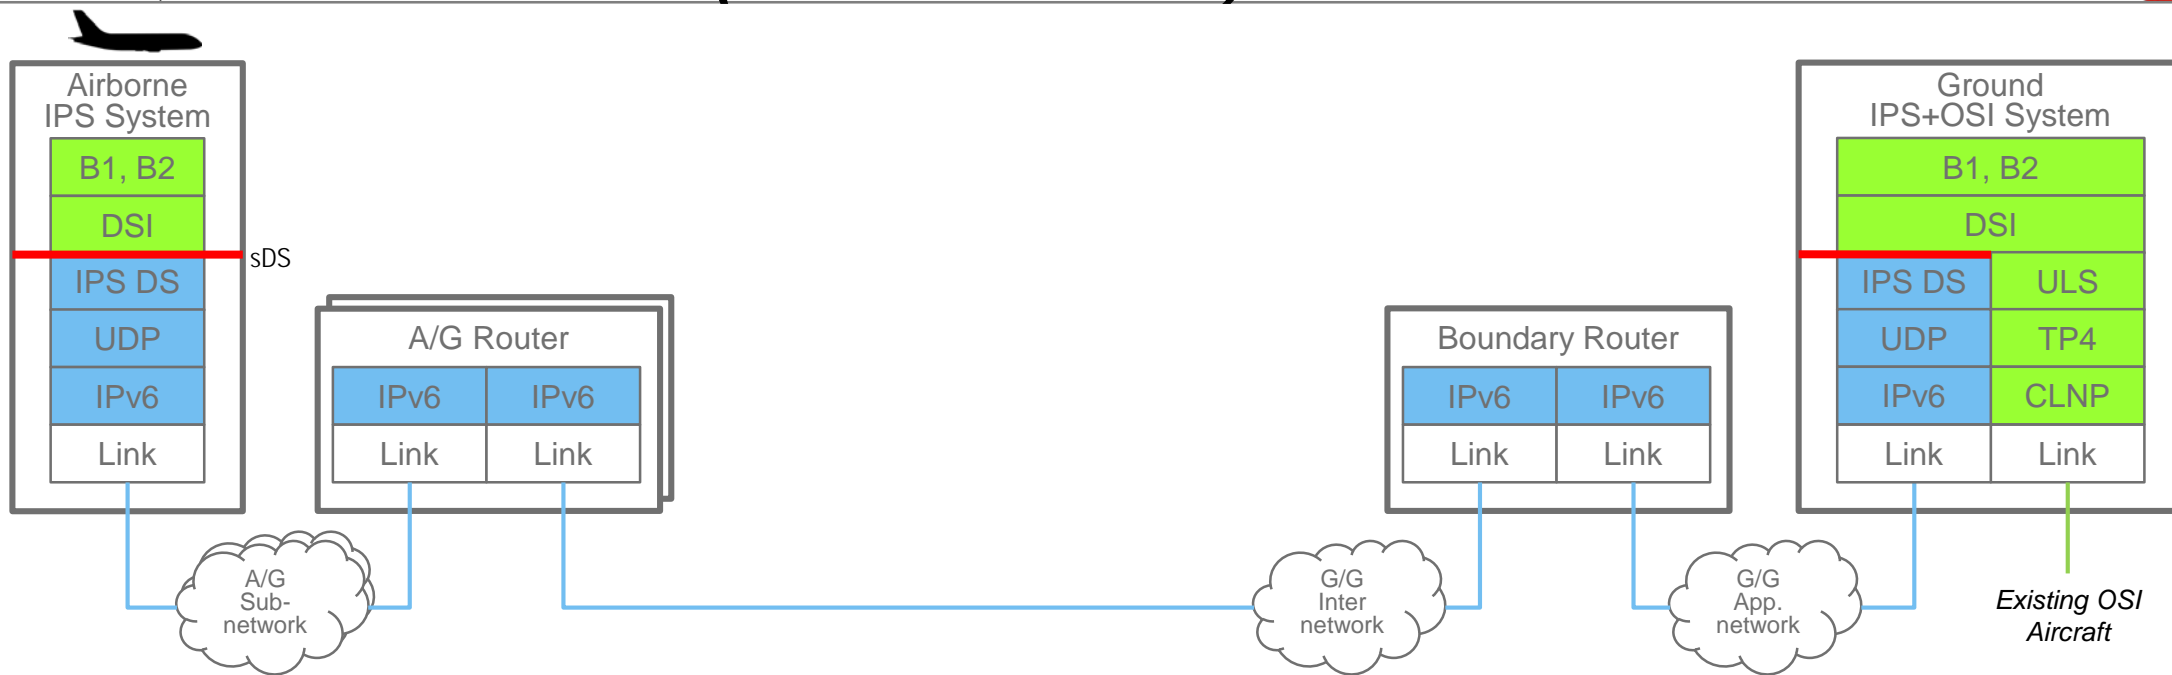 Airborne
IPS System
B1, B2
DSI
sDS
IPS DS
UDP
IPv6
Link
A/G
Sub-
network
A/G Router
IPv6 IPv6
Link Link
G/G
Inter
network
Boundary Router
IPv6 IPv6
Link Link
G/G
App.
network
Ground
IPS+OSI System
B1, B2
DSI
IPS DS ULS
UDP TP4
IPv6 CLNP
Link Link
Existing OSI
Aircraft